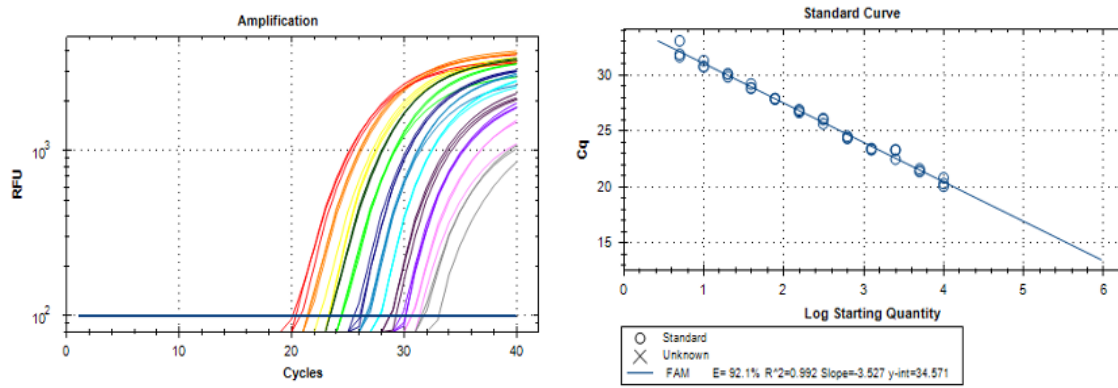 Amplification
RFU
10^3
10^2
0 10 20 30 40
Cycles
Standard Curve
Cq
30
25
20
15
0 1 2 3 4 5 6
Log Starting Quantity
Standard
Unknown
FAM E= 92.1% R^2=0.992 Slope=-3.527 y-int=34.571